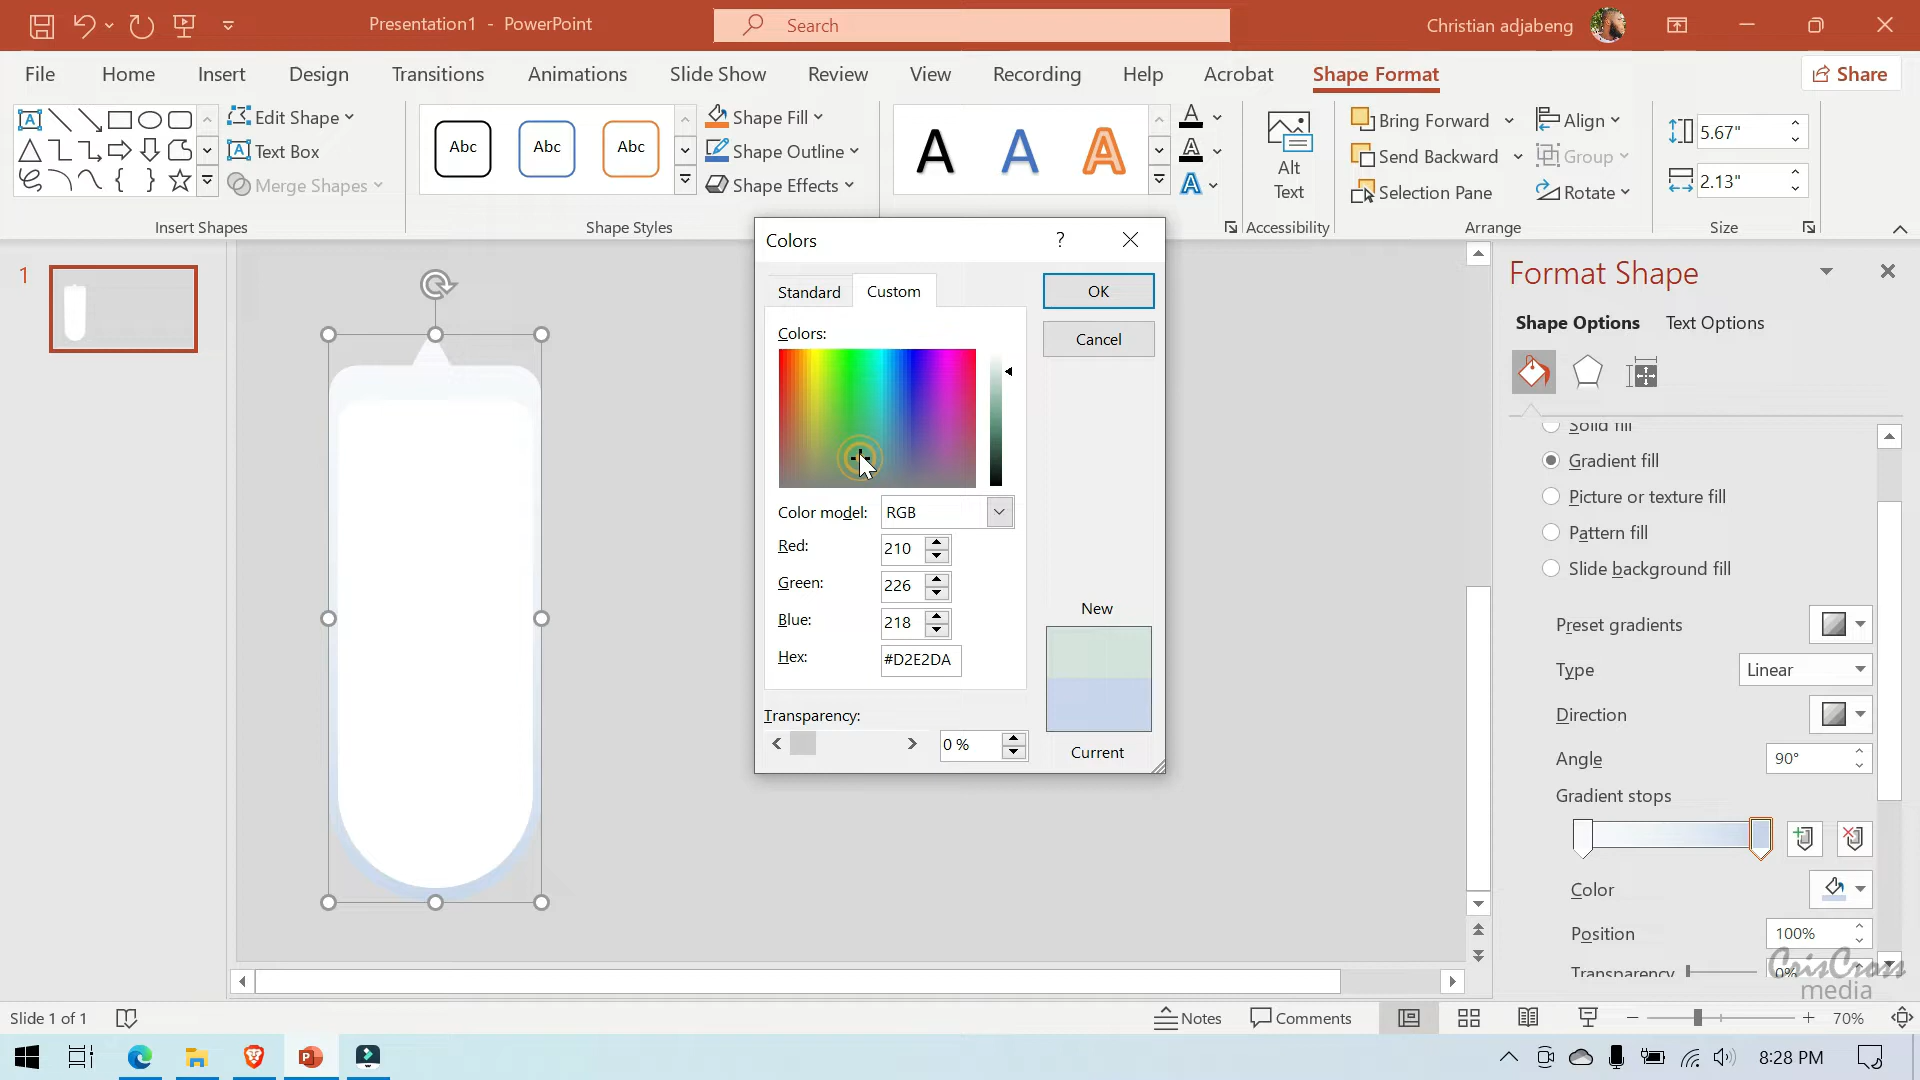 Presentation1 - PowerPoint
Search
Christian adjabeng
File Home Insert Design Transitions Animations Slide Show Review View Recording Help Acrobat Shape Format
Share
Edit Shape
Text Box
Merge Shapes
Insert Shapes
Abc Abc Abc
Shape Fill
Shape Outline
Shape Effects
Shape Styles
A A A
Alt
Text
Accessibility
Bring Forward
Send Backward
Selection Pane
Align
Group
Rotate
Arrange
5.67"
2.13"
Size
1
Colors
?
Standard Custom
OK
Cancel
Colors:
Color model: RGB
Red: 210
Green: 226
Blue: 218
Hex: #D2E2DA
Transparency:
0 %
New
Current
Format Shape
Shape Options Text Options
Solid fill
Gradient fill
Picture or texture fill
Pattern fill
Slide background fill
Preset gradients
Type Linear
Direction
Angle 90°
Gradient stops
Color
Position 100%
Transparency 0%
CrisCross
media
Slide 1 of 1
Notes
Comments
70%
8:28 PM